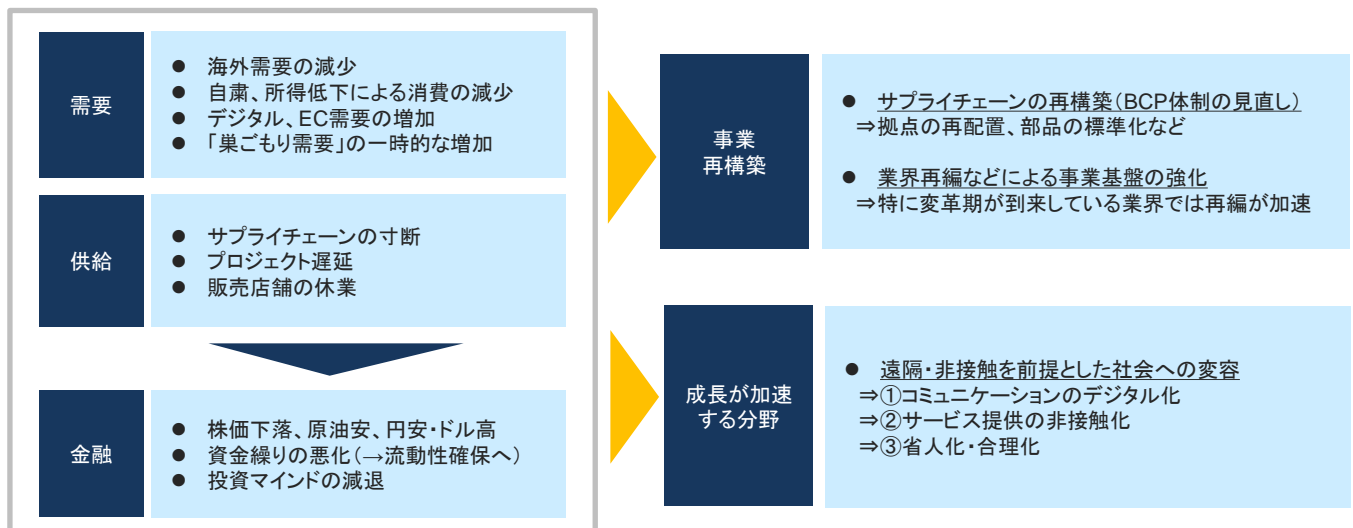 需要
● 海外需要の減少
● 自粛、所得低下による消費の減少
● デジタル、EC需要の増加
● 「巣ごもり需要」の一時的な増加
供給
● サプライチェーンの寸断
● プロジェクト遅延
● 販売店舗の休業
金融
● 株価下落、原油安、円安・ドル高
● 資金繰りの悪化(→流動性確保へ)
● 投資マインドの減退
事業
再構築
● サプライチェーンの再構築(BCP体制の見直し)
⇒拠点の再配置、部品の標準化など
● 業界再編などによる事業基盤の強化
⇒特に変革期が到来している業界では再編が加速
成長が加速
する分野
● 遠隔・非接触を前提とした社会への変容
⇒①コミュニケーションのデジタル化
⇒②サービス提供の非接触化
⇒③省人化・合理化